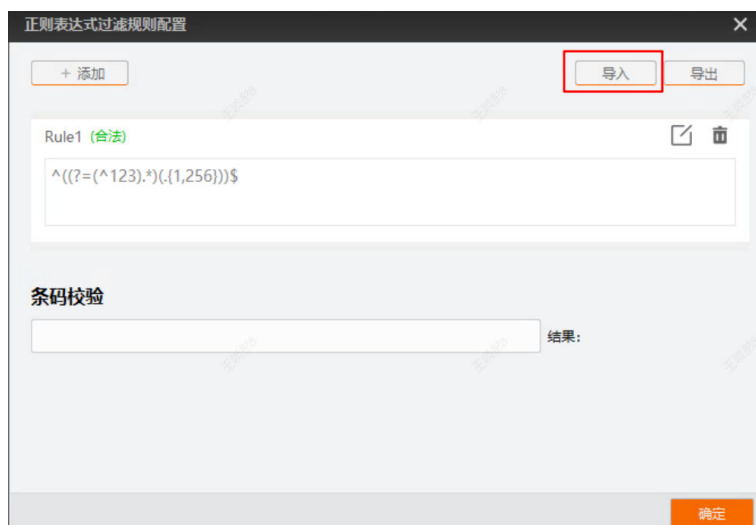 正则表达式过滤规则配置
+ 添加
导入
导出
Rule1 (合法)
^((?=(^123).*)(.{1,256}))$
条码校验
结果:
确定